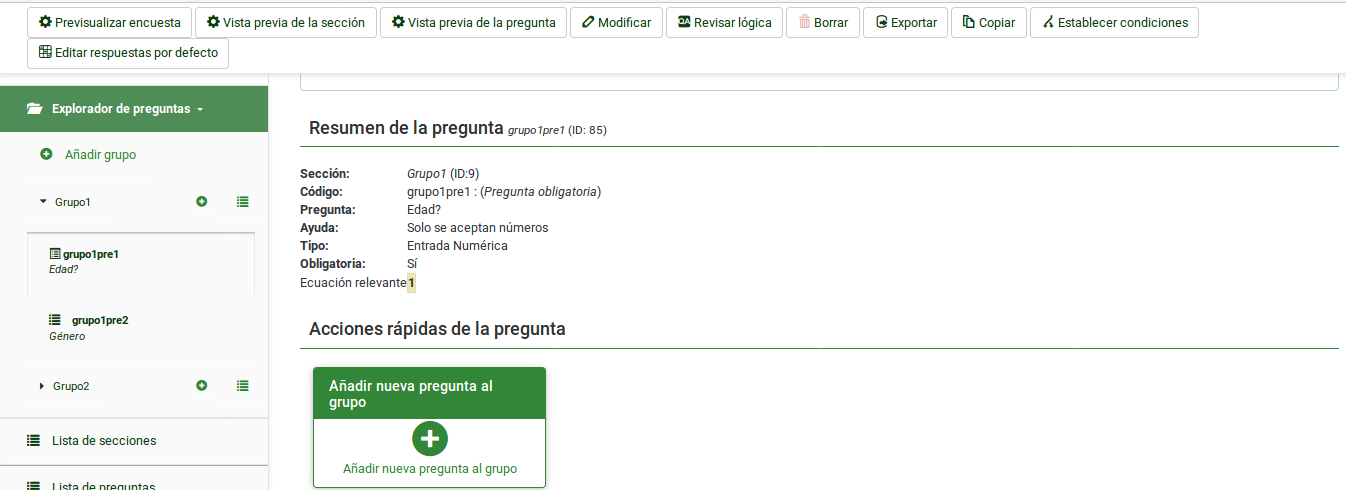 Previsualizar encuesta Vista previa de la sección Vista previa de la pregunta Modificar Revisar lógica Borrar Exportar Copiar Establecer condiciones
Editar respuestas por defecto
Explorador de preguntas
Añadir grupo
Grupo1
grupo1pre1
Edad?
grupo1pre2
Género
Grupo2
Lista de secciones
Lista de preguntas
Resumen de la pregunta grupo1pre1 (ID: 85)
Sección: Grupo1 (ID:9)
Código: grupo1pre1 : (Pregunta obligatoria)
Pregunta: Edad?
Ayuda: Solo se aceptan números
Tipo: Entrada Numérica
Obligatoria: Sí
Ecuación relevante 1
Acciones rápidas de la pregunta
Añadir nueva pregunta al
grupo
Añadir nueva pregunta al grupo